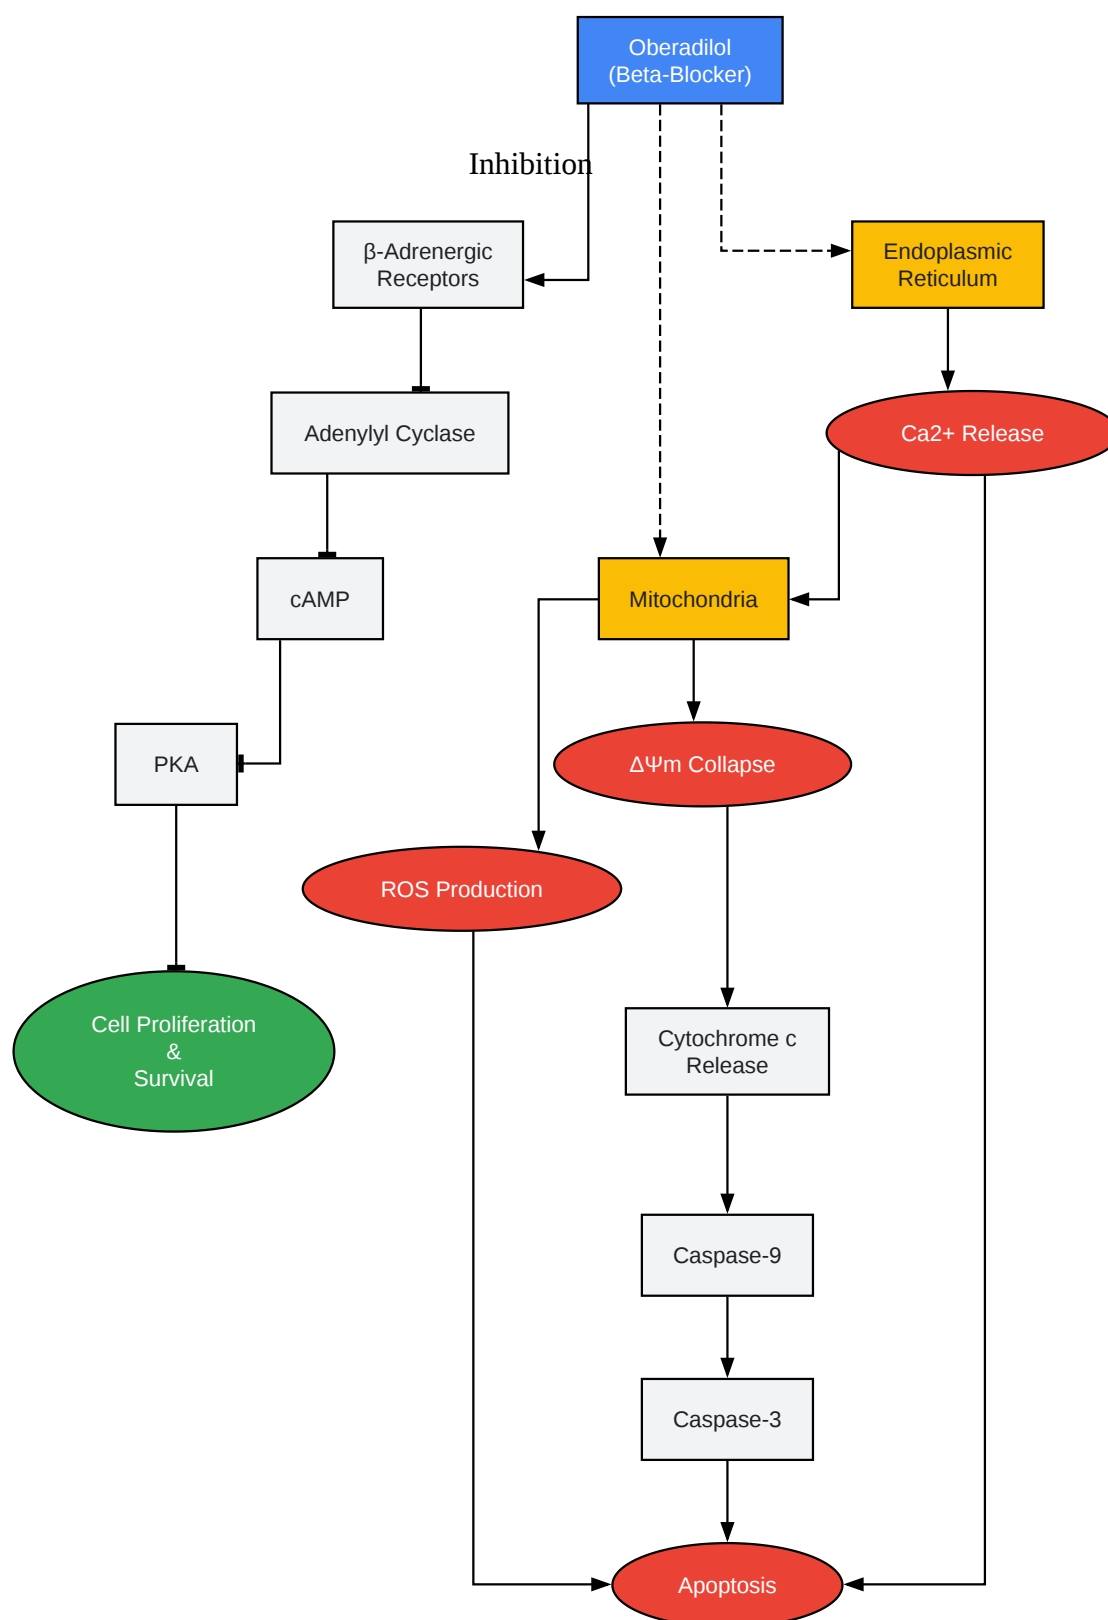 Oberadilol
(Beta-Blocker)
Inhibition
β-Adrenergic
Receptors
Endoplasmic
Reticulum
Adenylyl Cyclase
Ca2+ Release
cAMP
Mitochondria
PKA
ΔΨm Collapse
ROS Production
Cell Proliferation
&
Survival
Cytochrome c
Release
Caspase-9
Caspase-3
Apoptosis